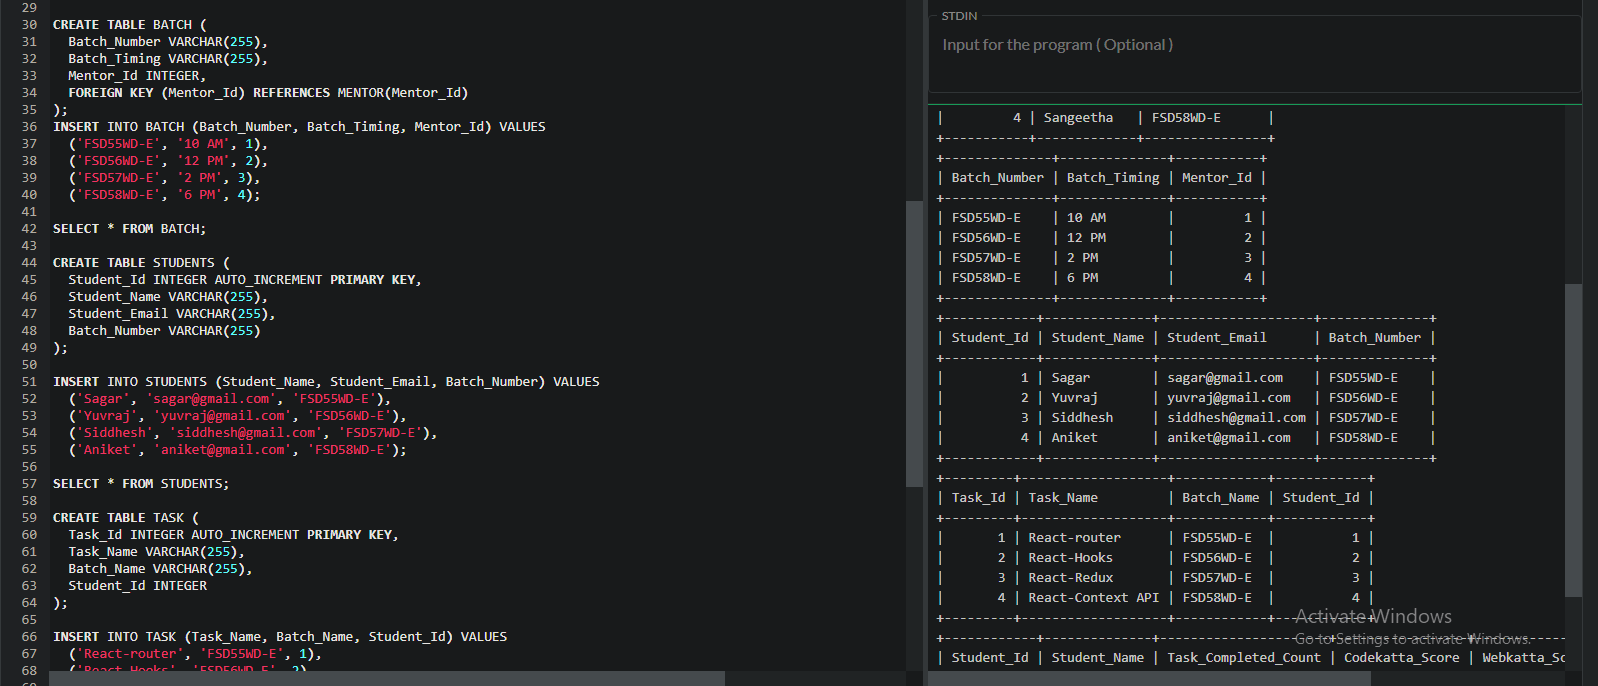 29
30 CREATE TABLE BATCH (
31   Batch_Number VARCHAR(255),
32   Batch_Timing VARCHAR(255),
33   Mentor_Id INTEGER,
34   FOREIGN KEY (Mentor_Id) REFERENCES MENTOR(Mentor_Id)
35 );
36 INSERT INTO BATCH (Batch_Number, Batch_Timing, Mentor_Id) VALUES
37   ('FSD55WD-E', '10 AM', 1),
38   ('FSD56WD-E', '12 PM', 2),
39   ('FSD57WD-E', '2 PM', 3),
40   ('FSD58WD-E', '6 PM', 4);
41
42 SELECT * FROM BATCH;
43
44 CREATE TABLE STUDENTS (
45   Student_Id INTEGER AUTO_INCREMENT PRIMARY KEY,
46   Student_Name VARCHAR(255),
47   Student_Email VARCHAR(255),
48   Batch_Number VARCHAR(255)
49 );
50
51 INSERT INTO STUDENTS (Student_Name, Student_Email, Batch_Number) VALUES
52   ('Sagar', 'sagar@gmail.com', 'FSD55WD-E'),
53   ('Yuvraj', 'yuvraj@gmail.com', 'FSD56WD-E'),
54   ('Siddhesh', 'siddhesh@gmail.com', 'FSD57WD-E'),
55   ('Aniket', 'aniket@gmail.com', 'FSD58WD-E');
56
57 SELECT * FROM STUDENTS;
58
59 CREATE TABLE TASK (
60   Task_Id INTEGER AUTO_INCREMENT PRIMARY KEY,
61   Task_Name VARCHAR(255),
62   Batch_Name VARCHAR(255),
63   Student_Id INTEGER
64 );
65
66 INSERT INTO TASK (Task_Name, Batch_Name, Student_Id) VALUES
67   ('React-router', 'FSD55WD-E', 1),
68   ('React-Hooks', 'FSD56WD-E', 2)
STDIN
Input for the program ( Optional )
|         4 | Sangeetha   | FSD58WD-E      |
+-----------+-------------+----------------+
+--------------+--------------+-----------+
| Batch_Number | Batch_Timing | Mentor_Id |
+--------------+--------------+-----------+
| FSD55WD-E    | 10 AM        |         1 |
| FSD56WD-E    | 12 PM        |         2 |
| FSD57WD-E    | 2 PM         |         3 |
| FSD58WD-E    | 6 PM         |         4 |
+--------------+--------------+-----------+
+------------+--------------+--------------------+--------------+
| Student_Id | Student_Name | Student_Email      | Batch_Number |
+------------+--------------+--------------------+--------------+
|          1 | Sagar        | sagar@gmail.com    | FSD55WD-E    |
|          2 | Yuvraj       | yuvraj@gmail.com   | FSD56WD-E    |
|          3 | Siddhesh     | siddhesh@gmail.com | FSD57WD-E    |
|          4 | Aniket       | aniket@gmail.com   | FSD58WD-E    |
+------------+--------------+--------------------+--------------+
+---------+-------------------+------------+------------+
| Task_Id | Task_Name         | Batch_Name | Student_Id |
+---------+-------------------+------------+------------+
|       1 | React-router      | FSD55WD-E  |          1 |
|       2 | React-Hooks       | FSD56WD-E  |          2 |
|       3 | React-Redux       | FSD57WD-E  |          3 |
|       4 | React-Context API | FSD58WD-E  |          4 |
+---------+-------------------+------------+------------+
+------------+--------------+----------------------+-----------------+-----------
| Student_Id | Student_Name | Task_Completed_Count | Codekatta_Score | Webkatta_Sc
Activate Windows
Go to Settings to activate Windows.